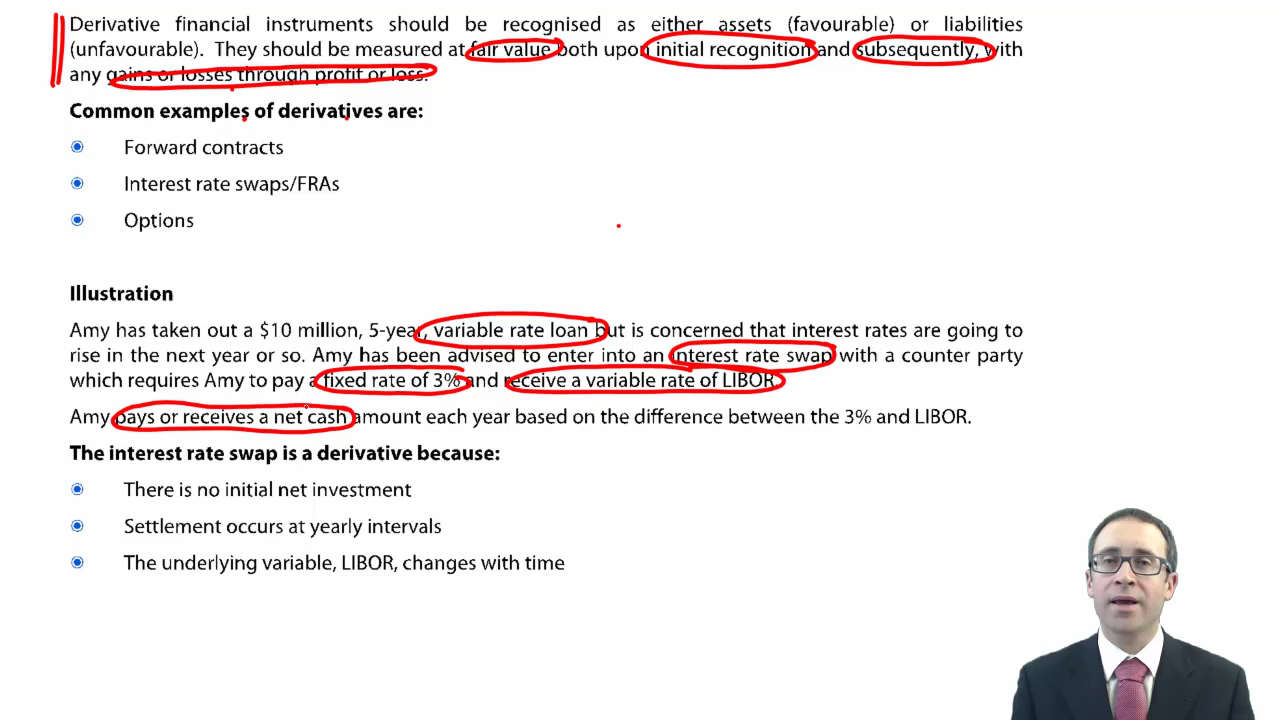 Derivative financial instruments should be recognised as either assets (favourable) or liabilities
(unfavourable). They should be measured at fair value both upon initial recognition and subsequently, with
any gains or losses through profit or loss.
Common examples of derivatives are:
Forward contracts
Interest rate swaps/FRAs
Options
Illustration
Amy has taken out a $10 million, 5-year, variable rate loan but is concerned that interest rates are going to
rise in the next year or so. Amy has been advised to enter into an interest rate swap with a counter party
which requires Amy to pay a fixed rate of 3% and receive a variable rate of LIBOR.
Amy pays or receives a net cash amount each year based on the difference between the 3% and LIBOR.
The interest rate swap is a derivative because:
There is no initial net investment
Settlement occurs at yearly intervals
The underlying variable, LIBOR, changes with time